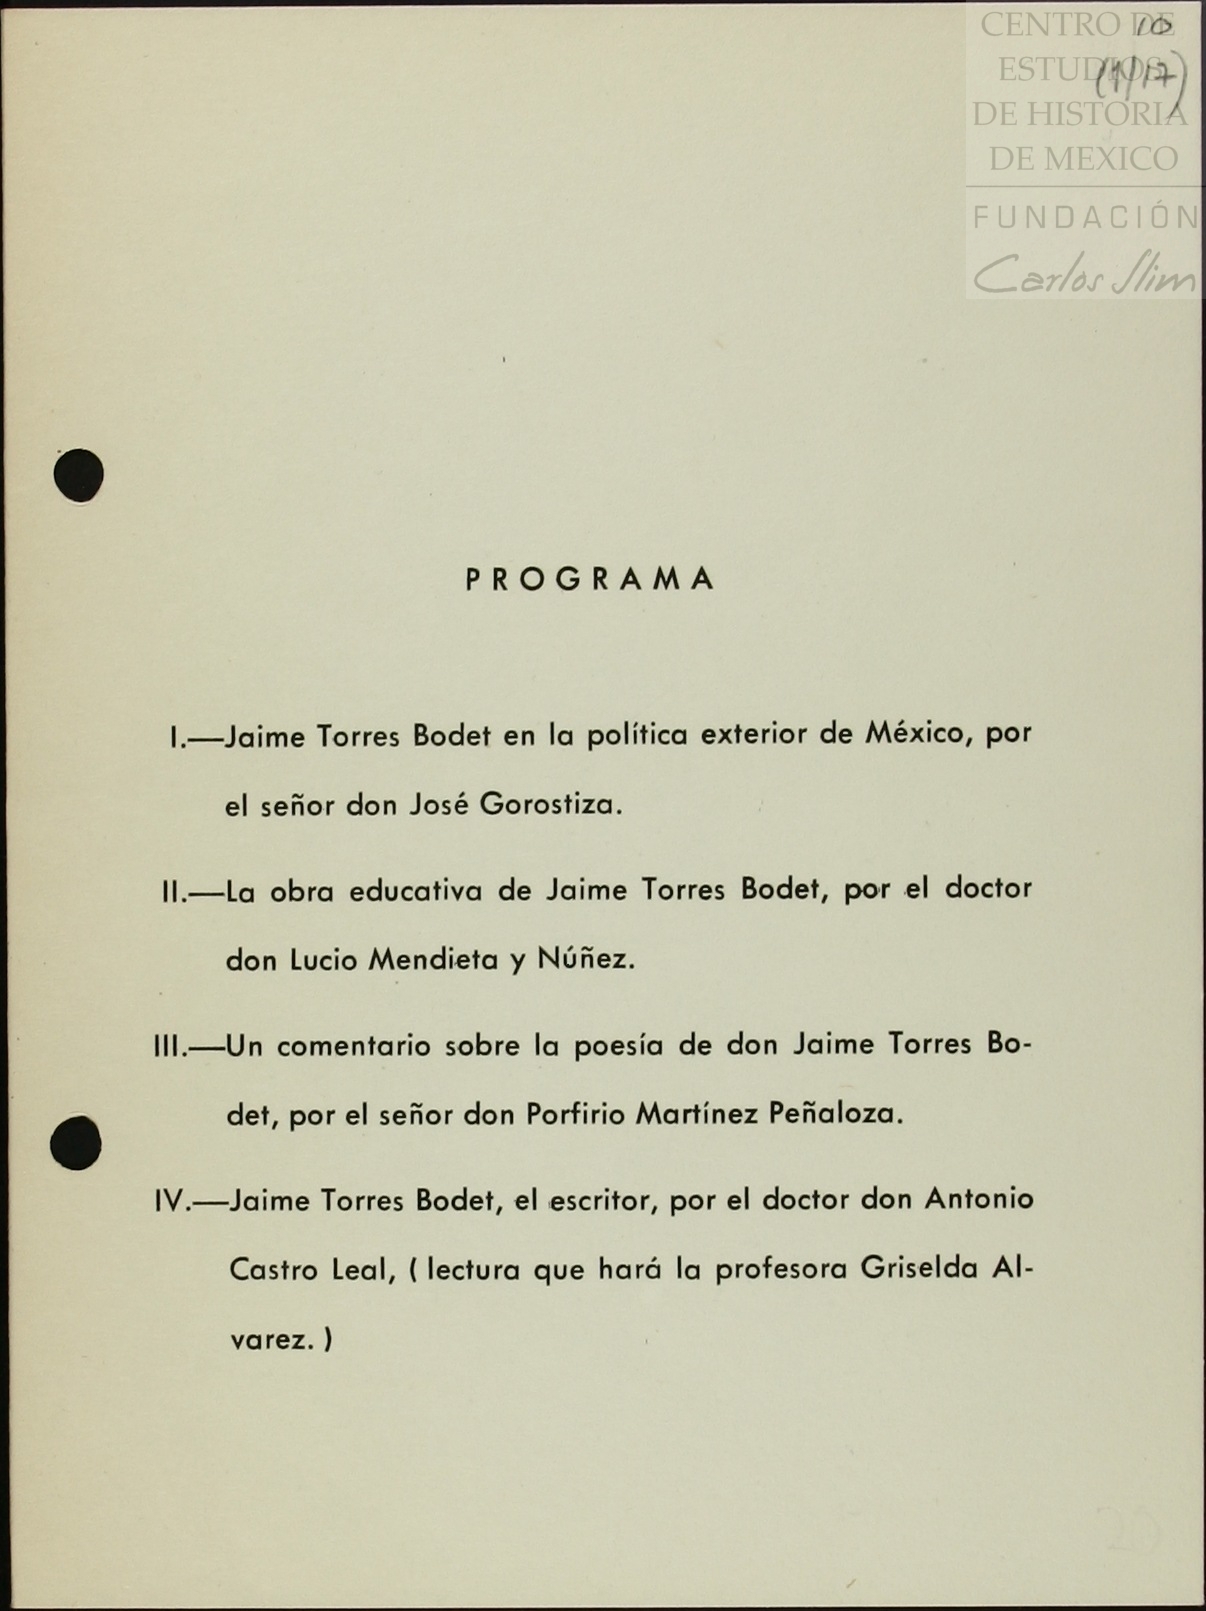 CENTRO DE
ESTUDIOS
DE HISTORIA
DE MEXICO
FUNDACIÓN
Carlos Slim
10
(1/17)
PROGRAMA
I.—Jaime Torres Bodet en la política exterior de México, por
el señor don José Gorostiza.
II.—La obra educativa de Jaime Torres Bodet, por el doctor
don Lucio Mendieta y Núñez.
III.—Un comentario sobre la poesía de don Jaime Torres Bo-
det, por el señor don Porfirio Martínez Peñaloza.
IV.—Jaime Torres Bodet, el escritor, por el doctor don Antonio
Castro Leal, ( lectura que hará la profesora Griselda Al-
varez. )